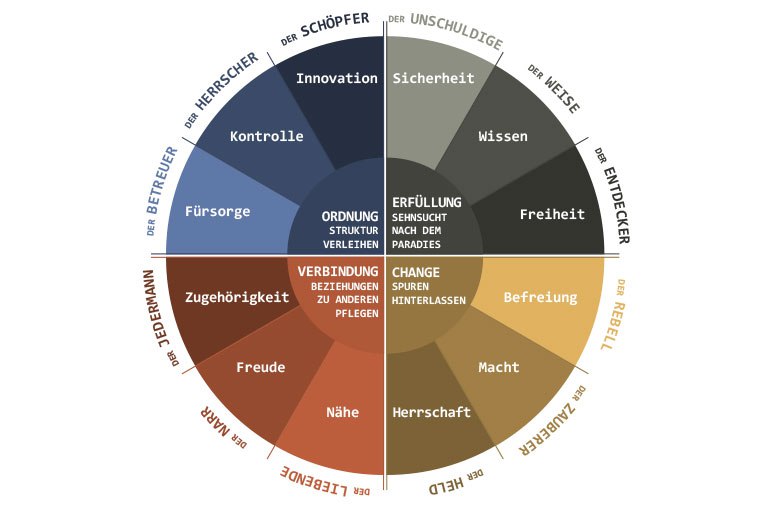 DER SCHÖPFER
DER UNSCHULDIGE
DER HERRSCHER
DER WEISE
DER BETREUER
DER ENTDECKER
Innovation
Sicherheit
Kontrolle
Wissen
Fürsorge
Freiheit
ORDNUNG
STRUKTUR
VERLEIHEN
ERFÜLLUNG
SEHNSUCHT
NACH DEM
PARADIES
VERBINDUNG
BEZIEHUNGEN
ZU ANDEREN
PFLEGEN
CHANGE
SPUREN
HINTERLASSEN
Zugehörigkeit
Befreiung
Freude
Macht
Nähe
Herrschaft
DER JEDERMANN
DER REBELL
DER NARR
DER ZAUBERER
DER LIEBENDE
DER HELD